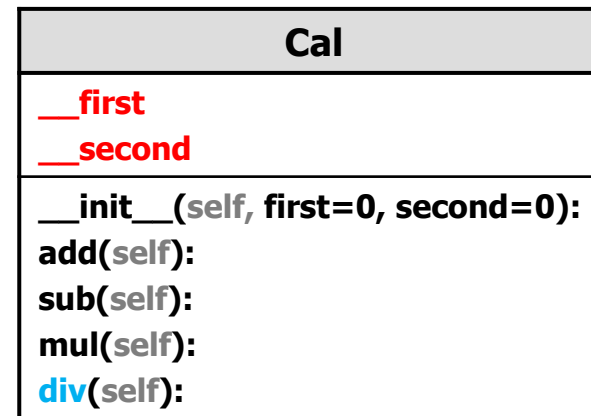 Cal
__first
__second
__init__(self, first=0, second=0):
add(self):
sub(self):
mul(self):
div(self):